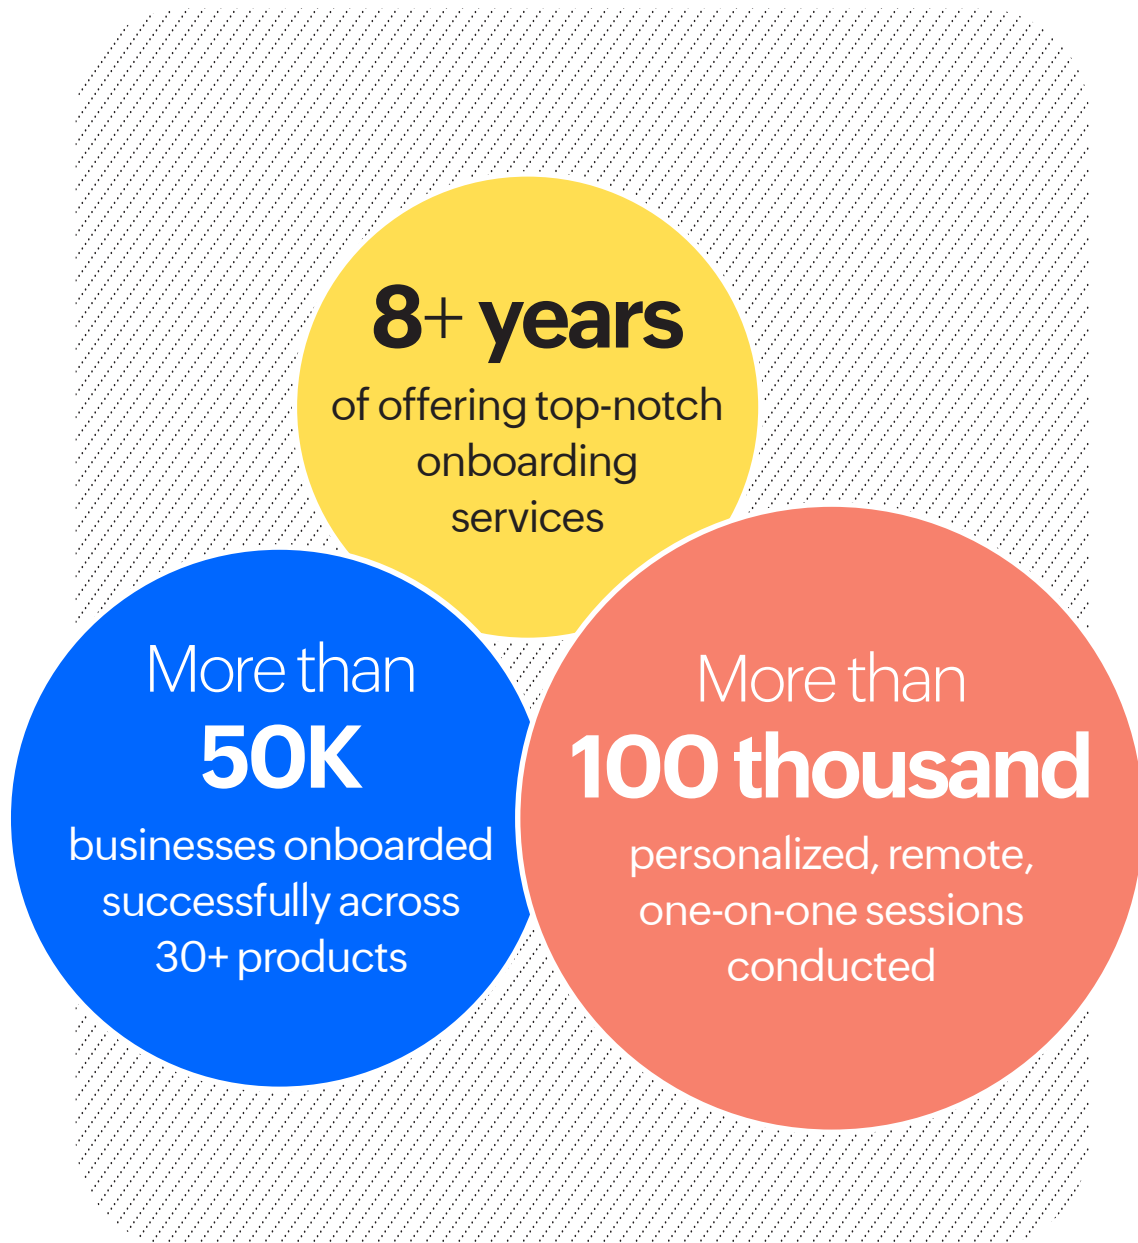 8+ years
of offering top-notch
onboarding
services
More than
50K
businesses onboarded
successfully across
30+ products
More than
100 thousand
personalized, remote,
one-on-one sessions
conducted